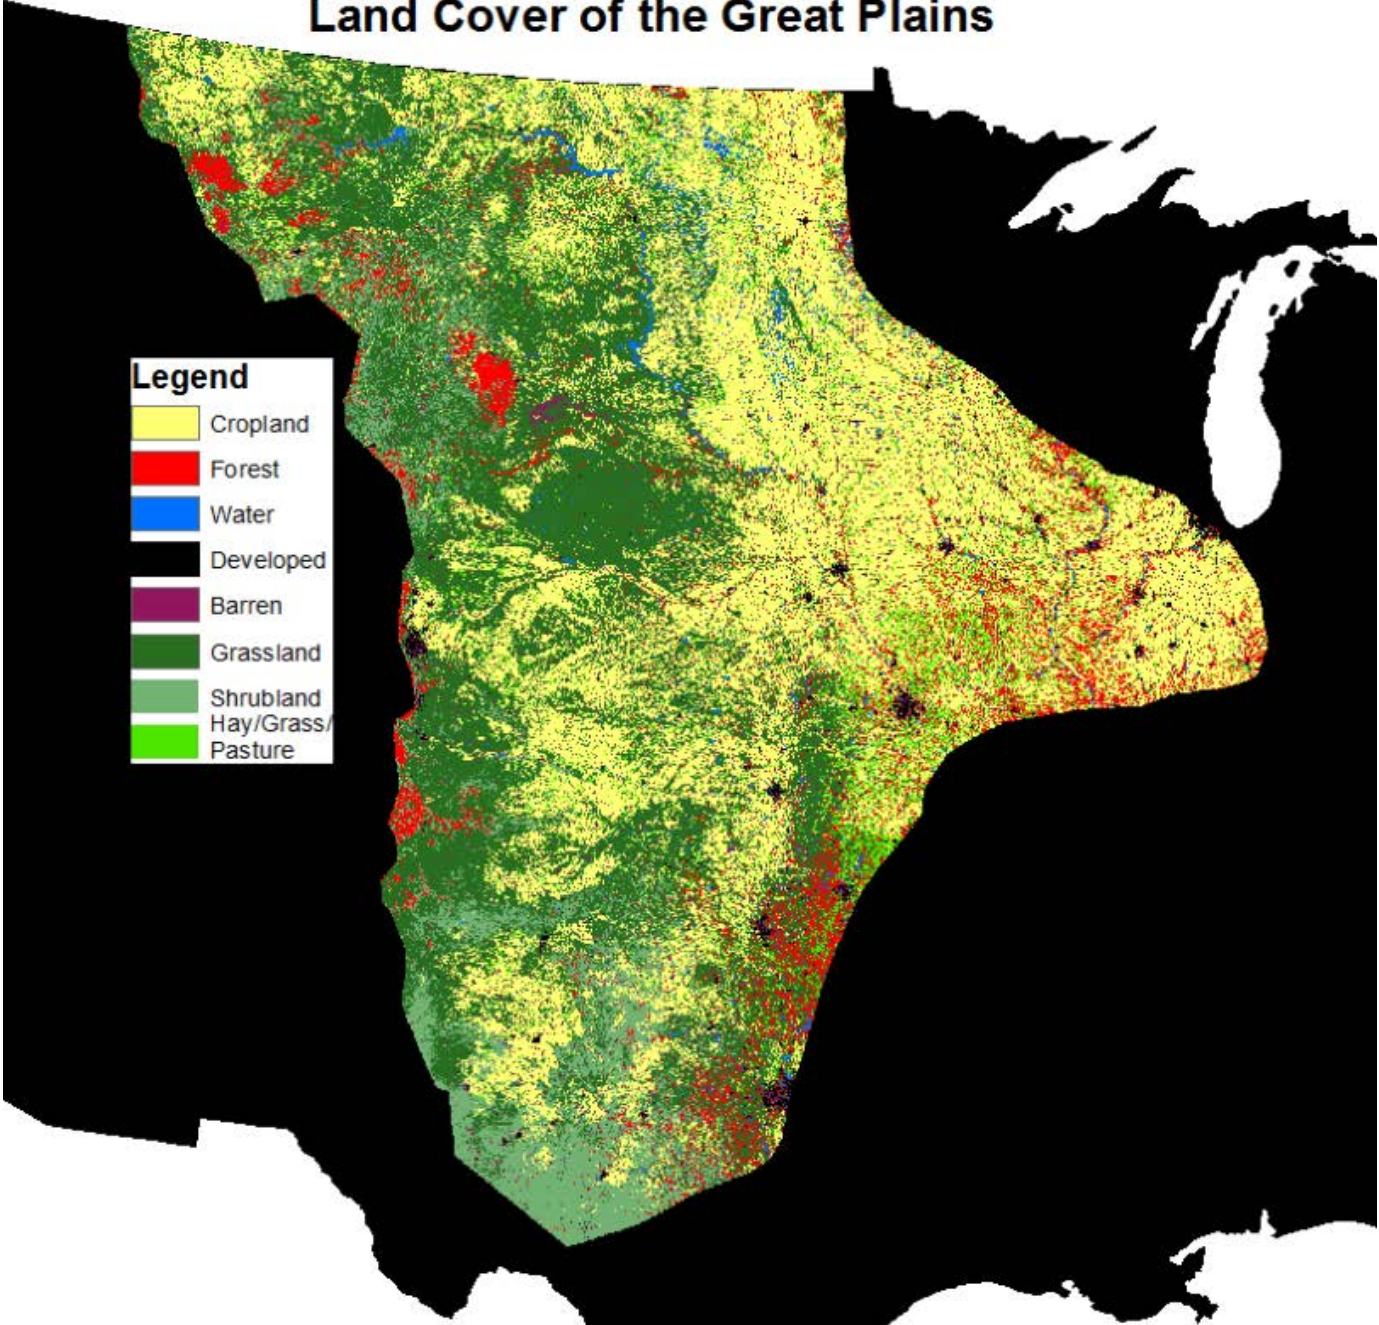 Land Cover of the Great Plains
Legend
Cropland
Forest
Water
Developed
Barren
Grassland
Shrubland
Hay/Grass/
Pasture